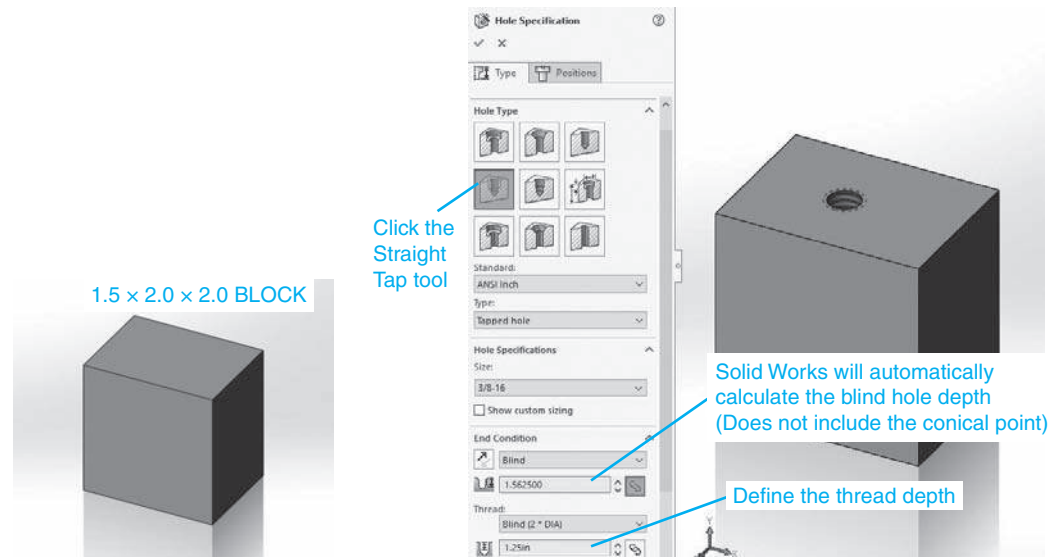 1.5 × 2.0 × 2.0 BLOCK
Click the
Straight
Tap tool
Hole Specification
Type
Positions
Hole Type
Standard:
ANSI Inch
Type:
Tapped hole
Hole Specifications
Size:
3/8-16
Show custom sizing
End Condition
Blind
1.562500
Thread:
Blind (2 * DIA)
1.25in
Solid Works will automatically
calculate the blind hole depth
(Does not include the conical point)
Define the thread depth
Y
X